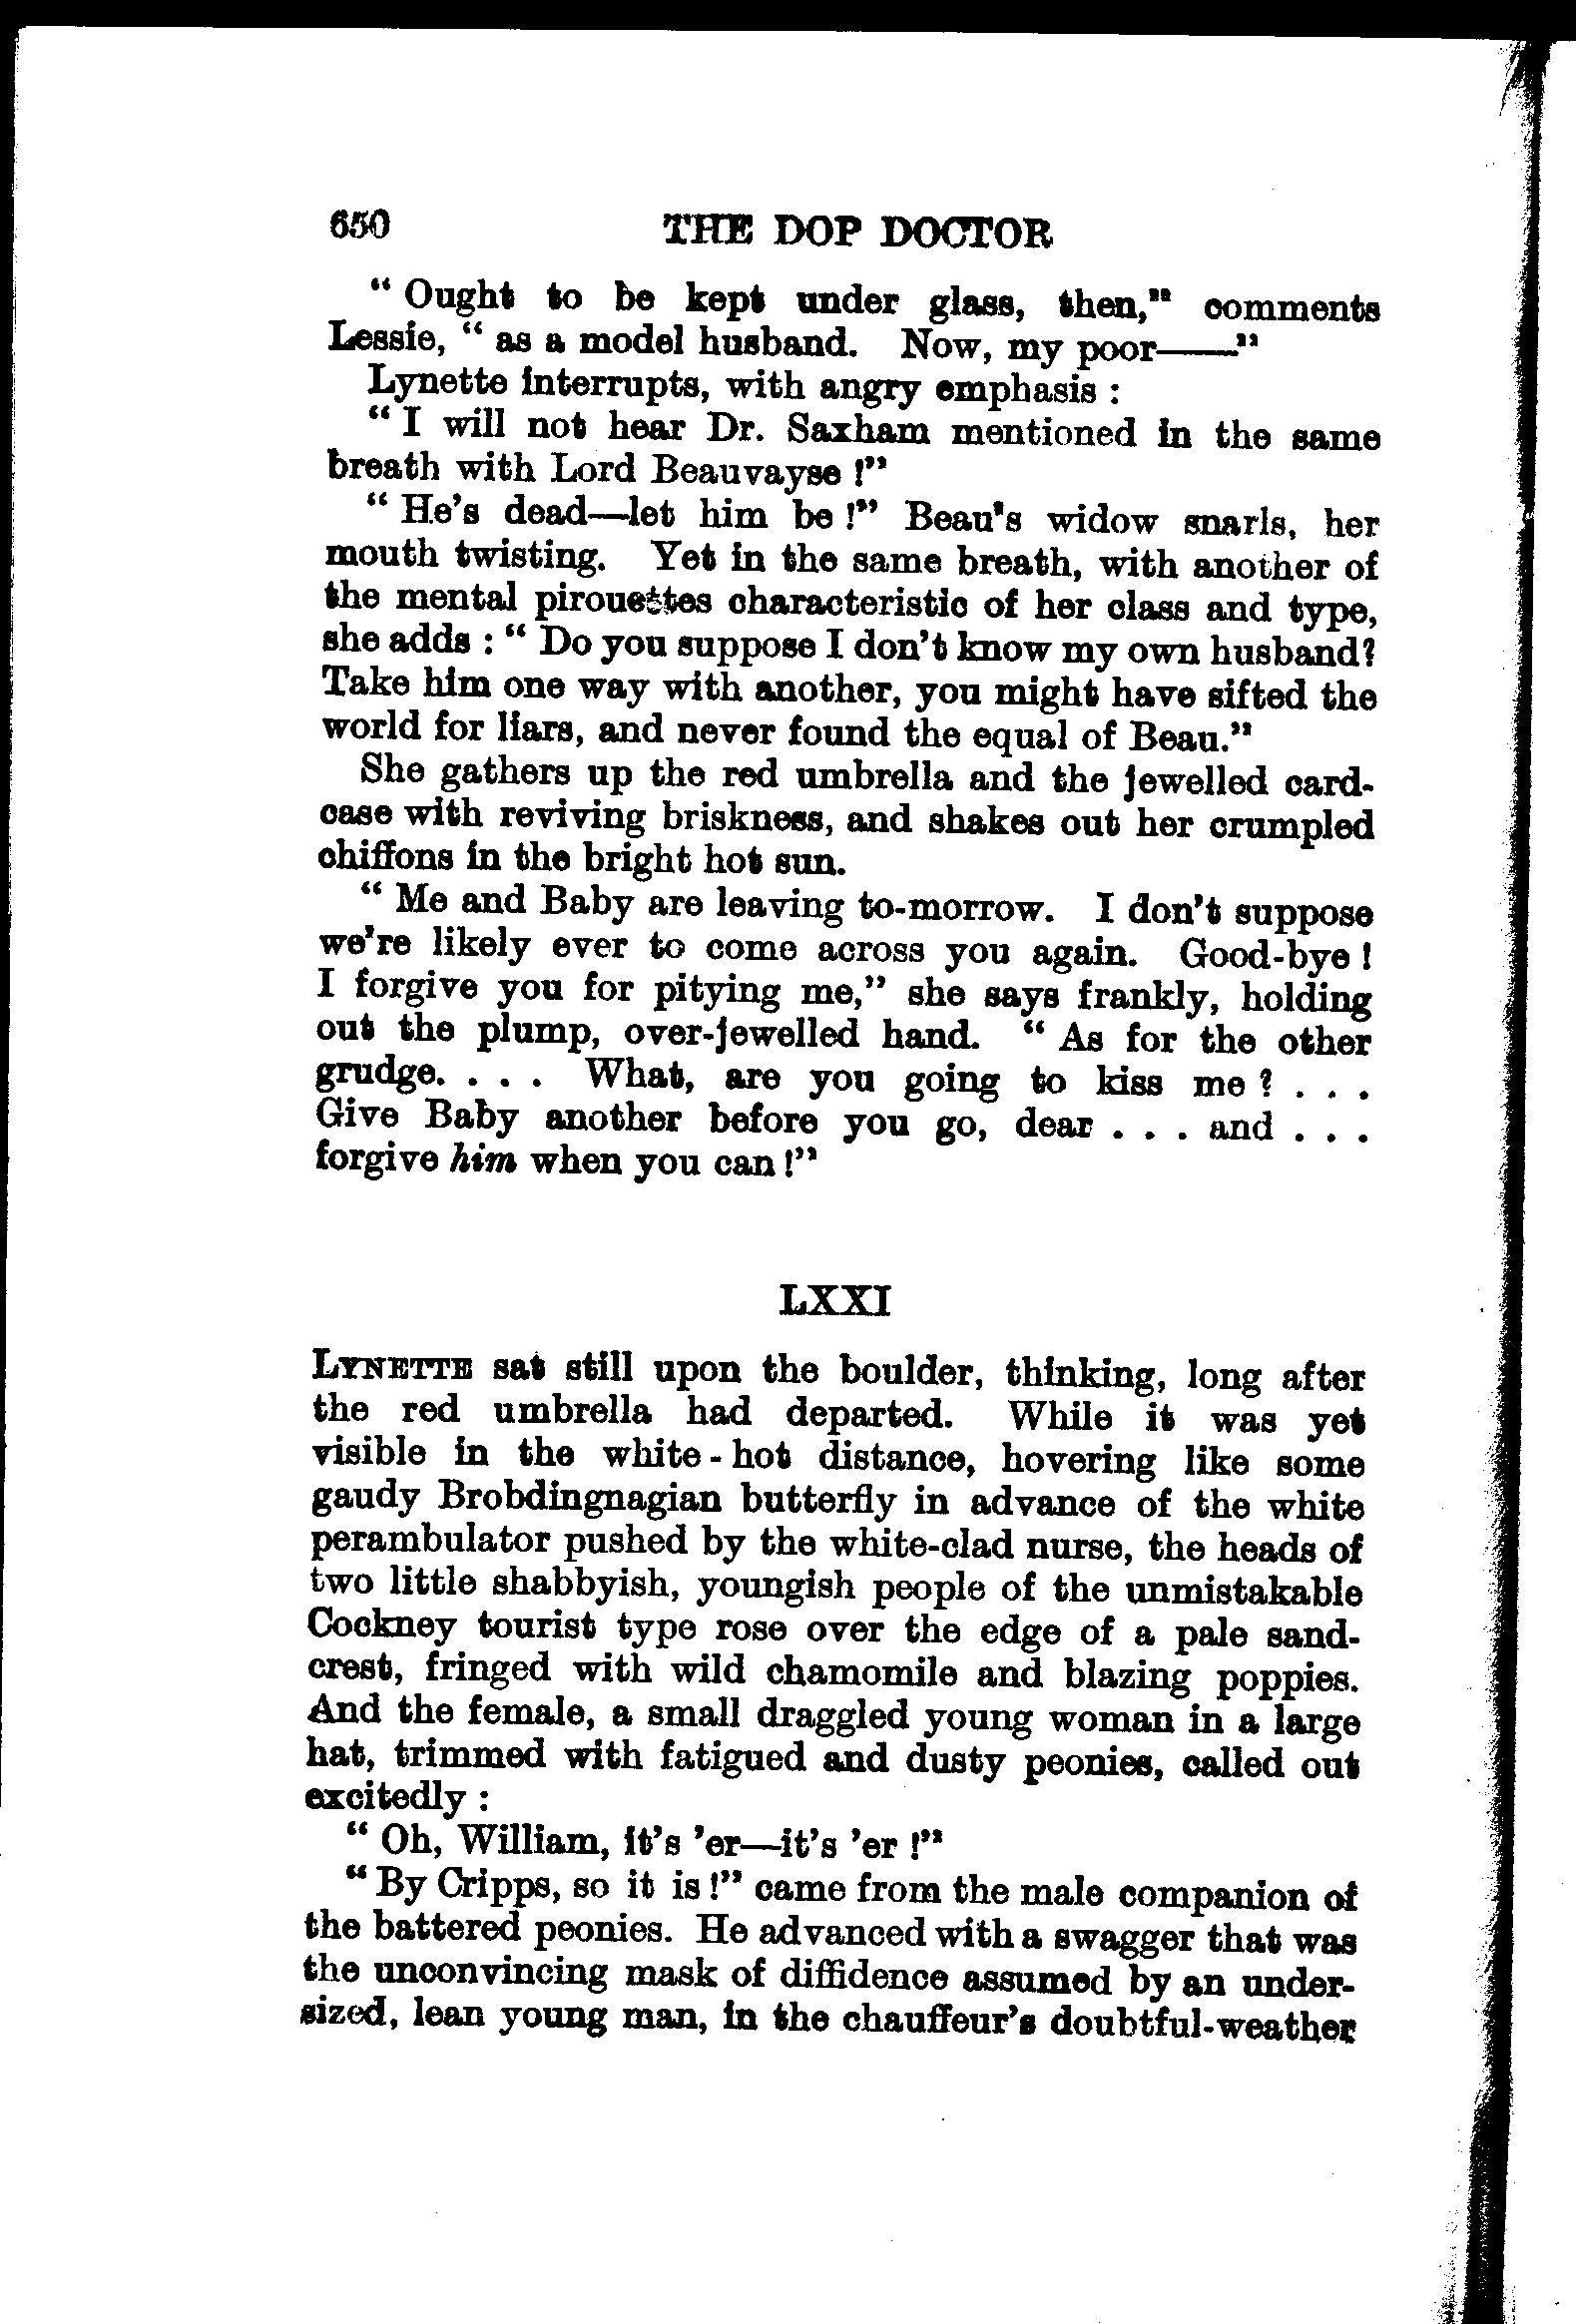 650 THE DOP DOCTOR
“ Ought to be kept under glass, then,” comments
Lessie, “ as a model husband. Now, my poor——”
Lynette interrupts, with angry emphasis :
“ I will not hear Dr. Saxham mentioned in the same
breath with Lord Beauvayse !”
“ He’s dead—let him be !” Beau’s widow snarls, her
mouth twisting. Yet in the same breath, with another of
the mental pirouettes characteristic of her class and type,
she adds : “ Do you suppose I don’t know my own husband?
Take him one way with another, you might have sifted the
world for liars, and never found the equal of Beau.”
She gathers up the red umbrella and the jewelled card-
case with reviving briskness, and shakes out her crumpled
chiffons in the bright hot sun.
“ Me and Baby are leaving to-morrow. I don’t suppose
we’re likely ever to come across you again. Good-bye !
I forgive you for pitying me,” she says frankly, holding
out the plump, over-jewelled hand. “ As for the other
grudge. . . . What, are you going to kiss me ? . . .
Give Baby another before you go, dear . . . and . . .
forgive him when you can !”
LXXI
LYNETTE sat still upon the boulder, thinking, long after
the red umbrella had departed. While it was yet
visible in the white-hot distance, hovering like some
gaudy Brobdingnagian butterfly in advance of the white
perambulator pushed by the white-clad nurse, the heads of
two little shabbyish, youngish people of the unmistakable
Cockney tourist type rose over the edge of a pale sand-
crest, fringed with wild chamomile and blazing poppies.
And the female, a small draggled young woman in a large
hat, trimmed with fatigued and dusty peonies, called out
excitedly :
“ Oh, William, it’s ’er—it’s ’er !”
“ By Cripps, so it is !” came from the male companion of
the battered peonies. He advanced with a swagger that was
the unconvincing mask of diffidence assumed by an under-
sized, lean young man, in the chauffeur’s doubtful-weather